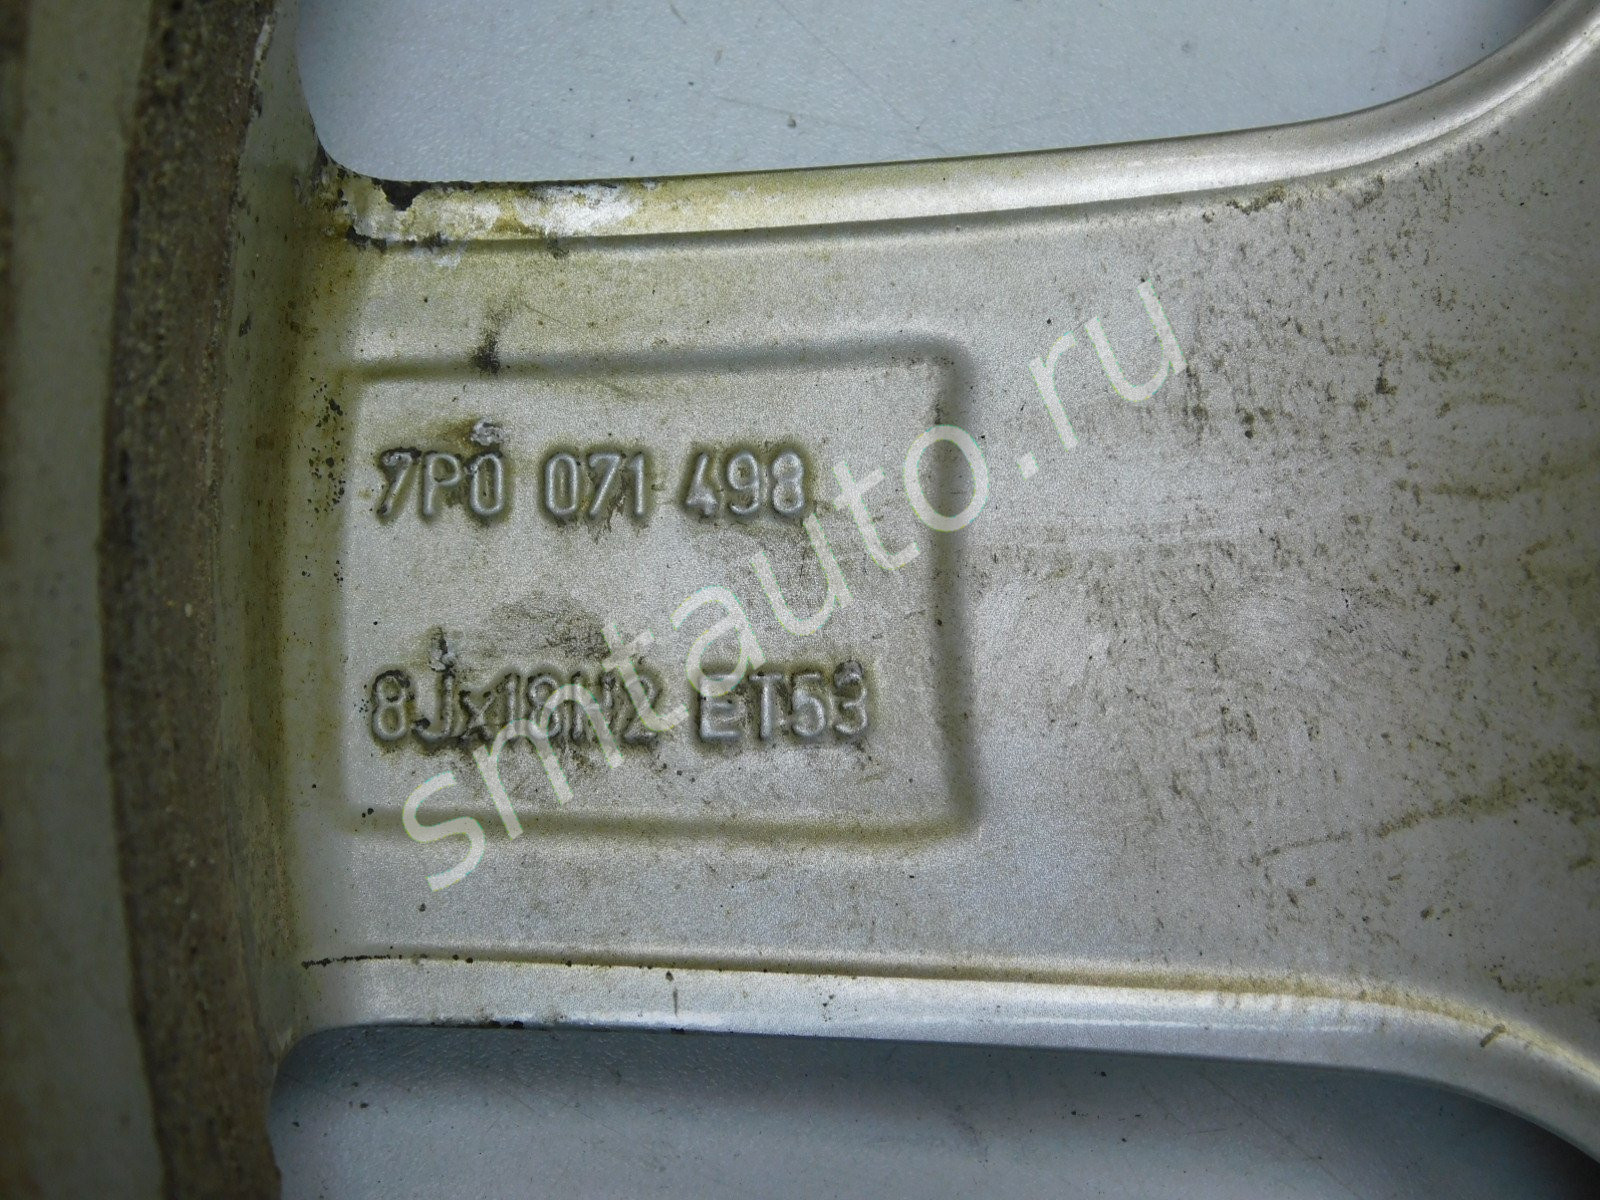 7P0 071 498
8Jx18H2 ET53
smtauto.ru